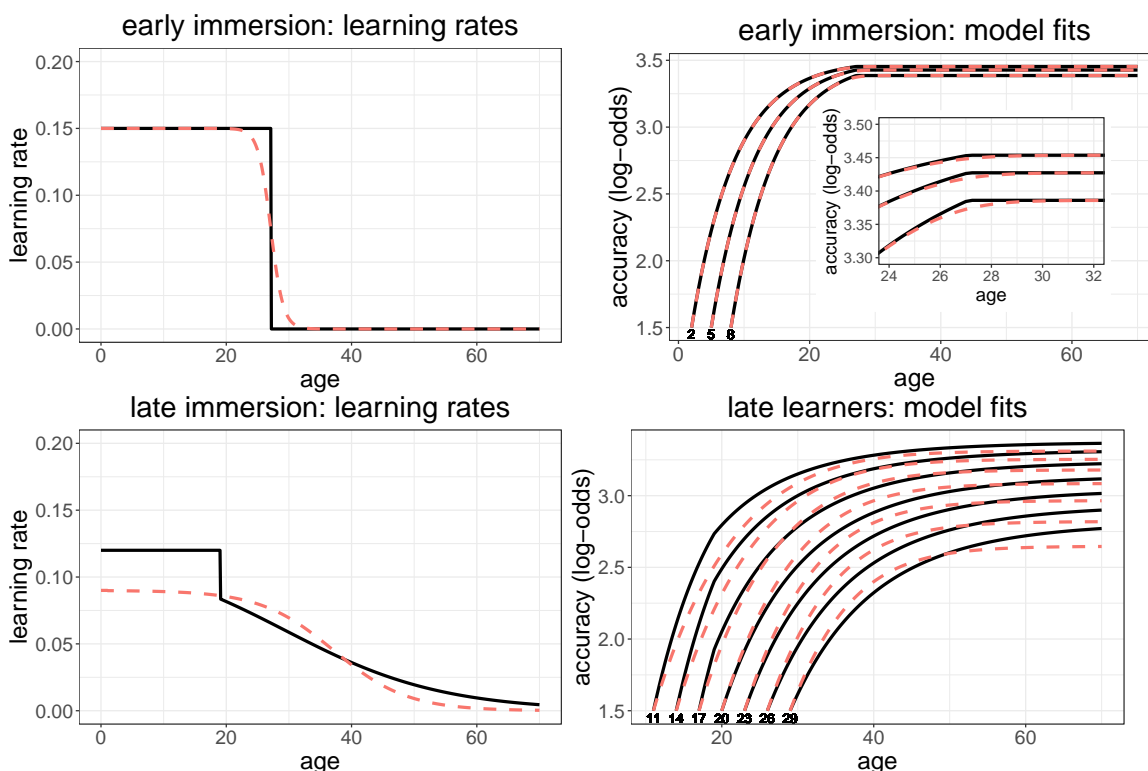 early immersion: learning rates
0.20
0.15
0.10
0.05
0.00
learning rate
0 20 40 60
age
early immersion: model fits
3.5
3.0
2.5
2.0
1.5
accuracy (log−odds)
2 5 8
0 20 40 60
age
3.50
3.45
3.40
3.35
3.30
accuracy (log−odds)
24 26 28 30 32
age
late immersion: learning rates
0.20
0.15
0.10
0.05
0.00
learning rate
0 20 40 60
age
late learners: model fits
3.0
2.5
2.0
1.5
accuracy (log−odds)
11 14 17 20 23 26 29
20 40 60
age